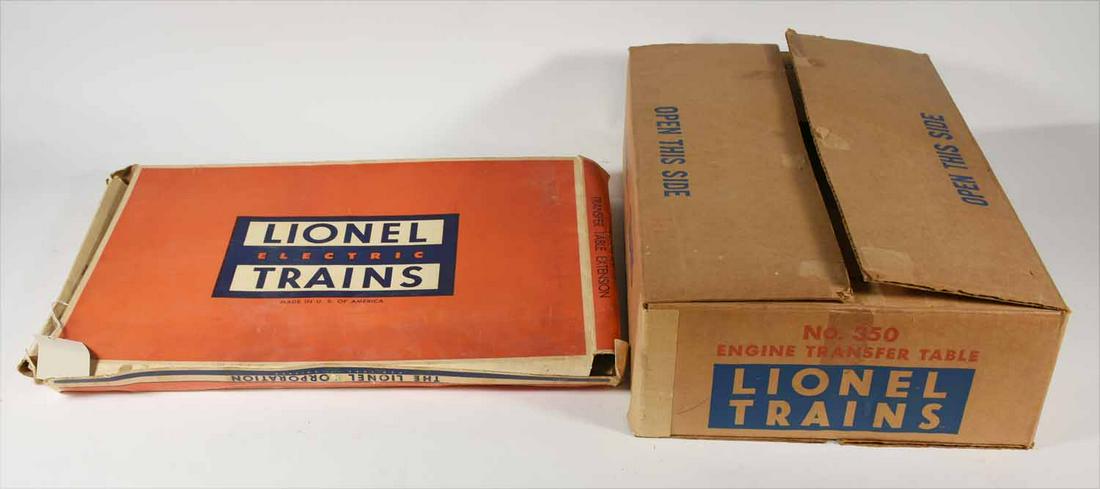 LIONEL
ELECTRIC
TRAINS
MADE IN U. S. OF AMERICA
TRANSFER TABLE EXTENSION
THE LIONEL CORPORATION
OPEN THIS SIDE
OPEN THIS SIDE
No. 350
ENGINE TRANSFER TABLE
LIONEL
TRAINS